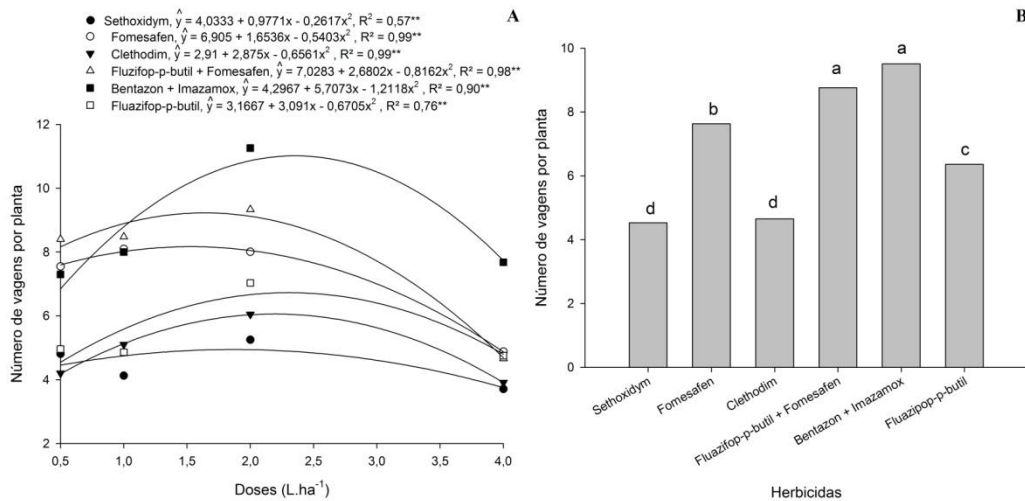 A
Sethoxidym, ŷ = 4,0333 + 0,9771x - 0,2617x², R² = 0,57**
Fomesafen, ŷ = 6,905 + 1,6536x - 0,5403x², R² = 0,99**
Clethodim, ŷ = 2,91 + 2,875x - 0,6561x², R² = 0,99**
Fluzifop-p-butil + Fomesafen, ŷ = 7,0283 + 2,6802x - 0,8162x², R² = 0,98**
Bentazon + Imazamox, ŷ = 4,2967 + 5,7073x - 1,2118x², R² = 0,90**
Fluazifop-p-butil, ŷ = 3,1667 + 3,091x - 0,6705x², R² = 0,76**
Número de vagens por planta
12
10
8
6
4
2
0,5 1,0 1,5 2,0 2,5 3,0 3,5 4,0
Doses (L.ha⁻¹)
B
Número de vagens por planta
10
8
6
4
2
0
d b d a a c
Sethoxidym
Fomesafen
Clethodim
Fluazifop-p-butil + Fomesafen
Bentazon + Imazamox
Fluazipop-p-butil
Herbicidas